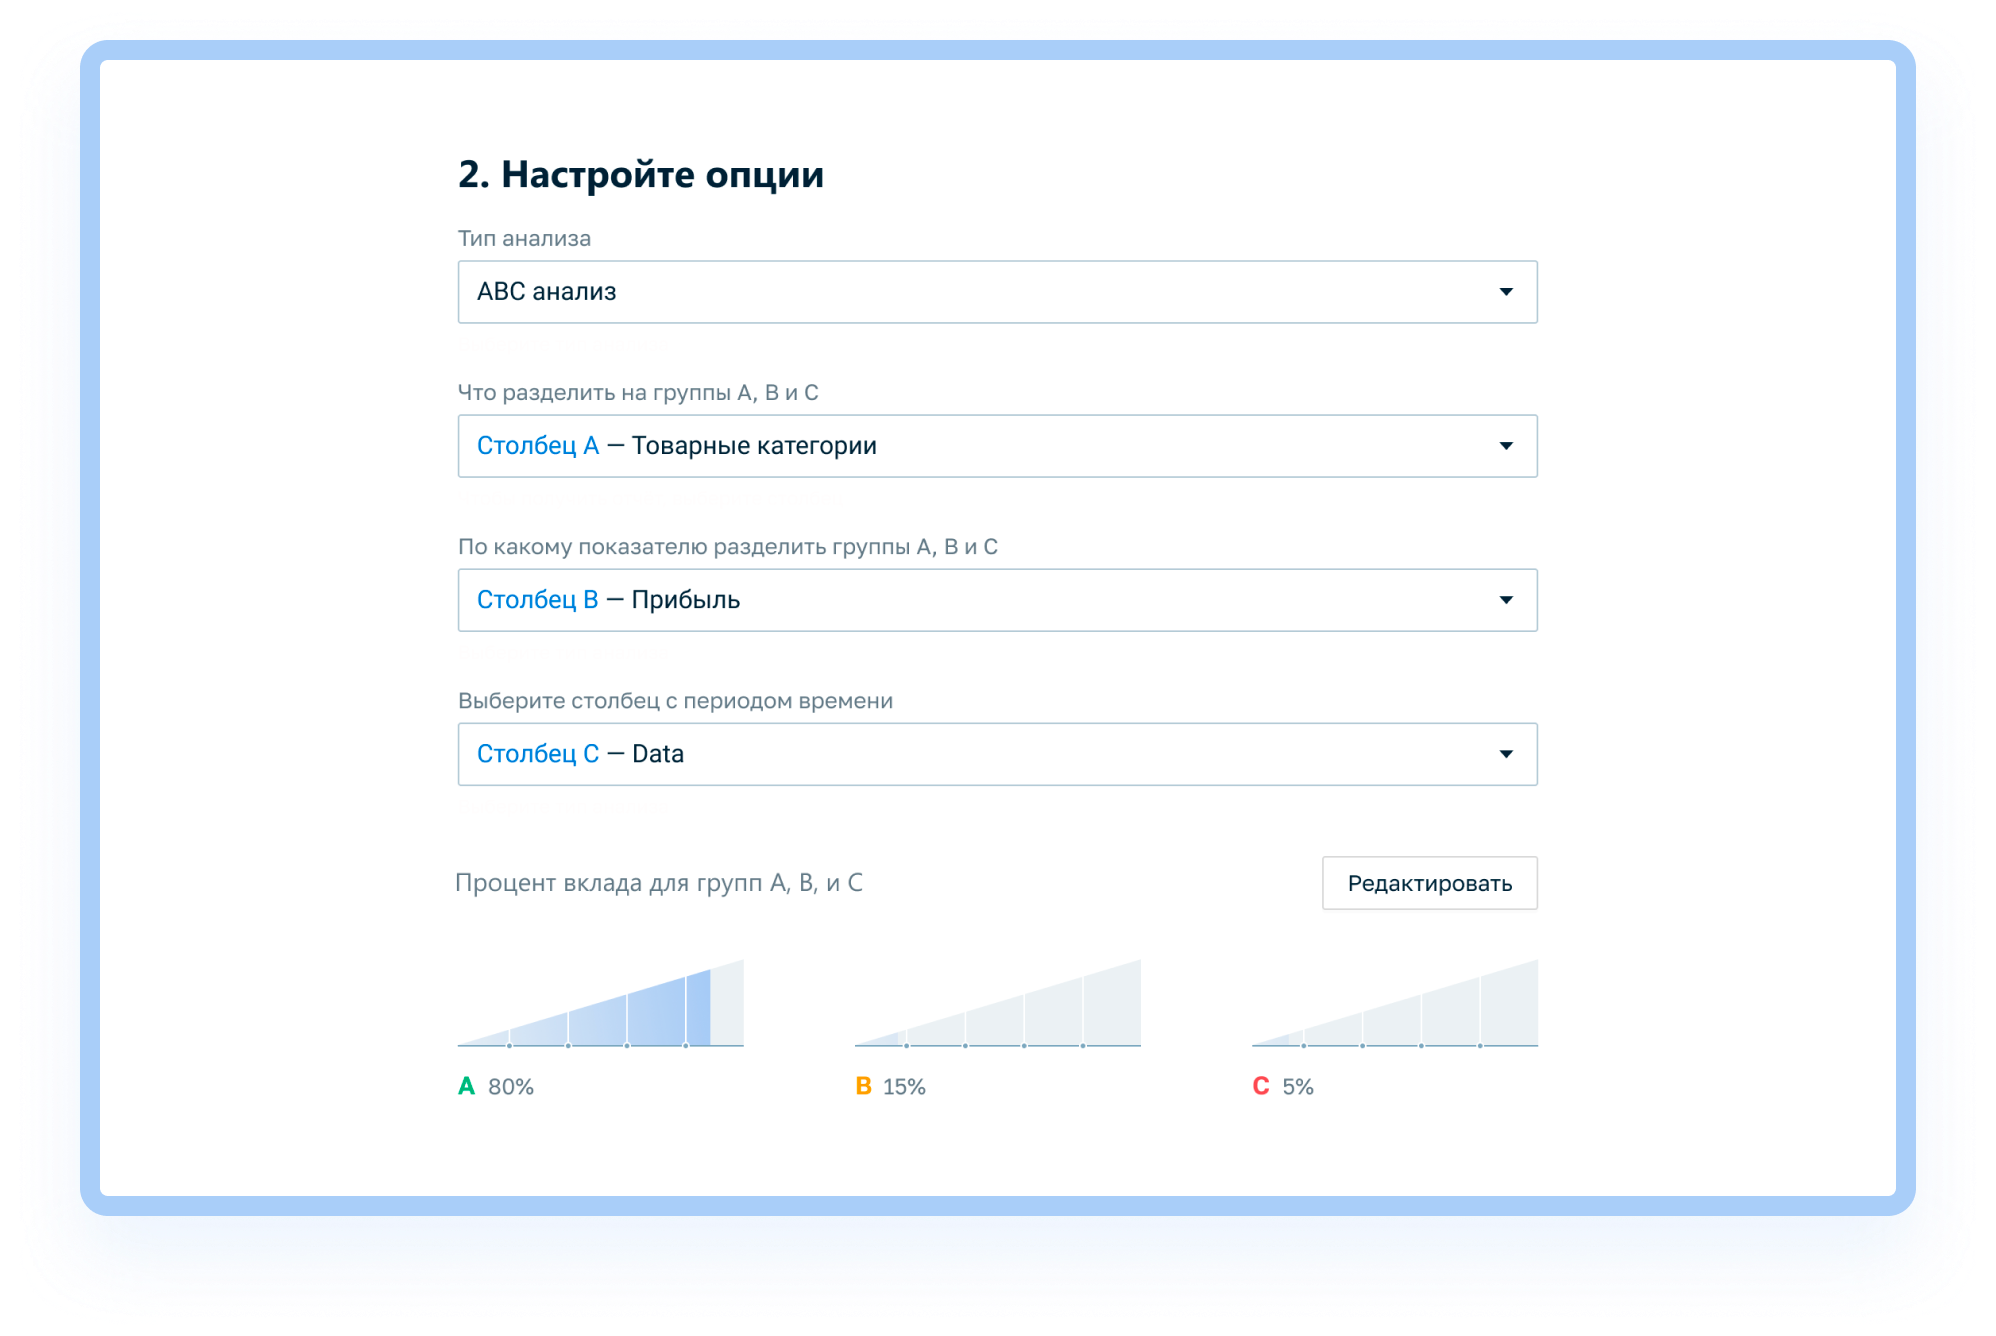 2. Настройте опции
Тип анализа
ABC анализ
Что разделить на группы A, B и C
Столбец A — Товарные категории
По какому показателю разделить группы A, B и C
Столбец B — Прибыль
Выберите столбец с периодом времени
Столбец C — Data
Процент вклада для групп A, B, и C
Редактировать
A 80%
B 15%
C 5%